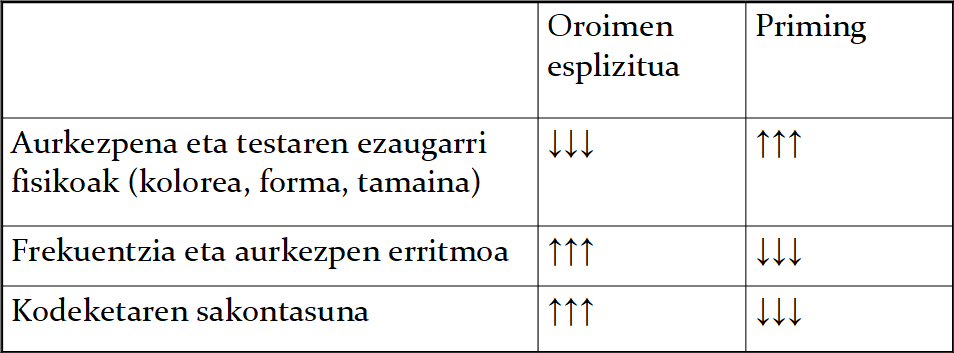 Oroimen
esplizitua
Priming
Aurkezpena eta testaren ezaugarri
fisikoak (kolorea, forma, tamaina)
↓↓↓
↑↑↑
Frekuentzia eta aurkezpen erritmoa
↑↑↑
↓↓↓
Kodeketaren sakontasuna
↑↑↑
↓↓↓